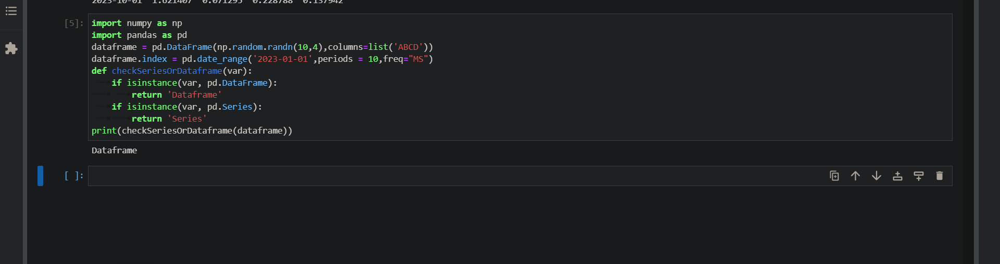 2023-10-01 1.621407 0.071295 0.228788 0.137942
[5]:
import numpy as np
import pandas as pd
dataframe = pd.DataFrame(np.random.randn(10,4),columns=list('ABCD'))
dataframe.index = pd.date_range('2023-01-01',periods = 10,freq="MS")
def checkSeriesOrDataframe(var):
    if isinstance(var, pd.DataFrame):
        return 'Dataframe'
    if isinstance(var, pd.Series):
        return 'Series'
print(checkSeriesOrDataframe(dataframe))
Dataframe
[ ]: